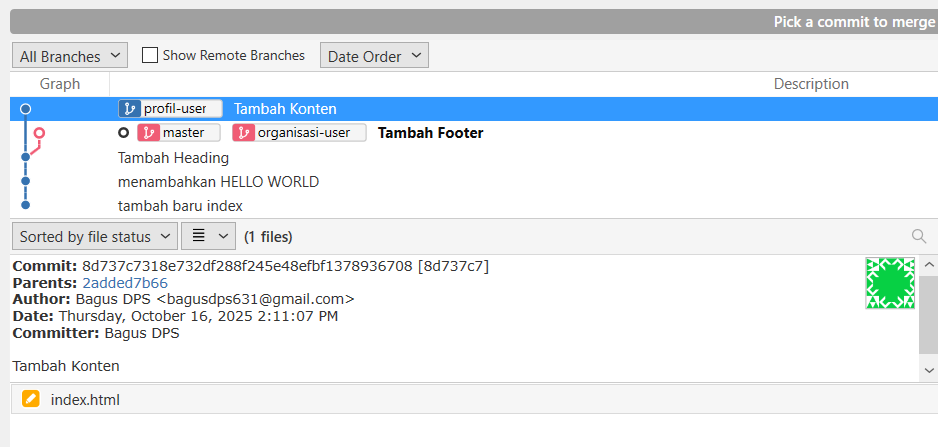 Pick a commit to merge
All Branches Show Remote Branches Date Order
Graph Description
profil-user Tambah Konten
master organisasi-user Tambah Footer
Tambah Heading
menambahkan HELLO WORLD
tambah baru index
Sorted by file status (1 files)
Commit: 8d737c7318e732df288f245e48efbf1378936708 [8d737c7]
Parents: 2added7b66
Author: Bagus DPS <bagusdps631@gmail.com>
Date: Thursday, October 16, 2025 2:11:07 PM
Committer: Bagus DPS
Tambah Konten
index.html